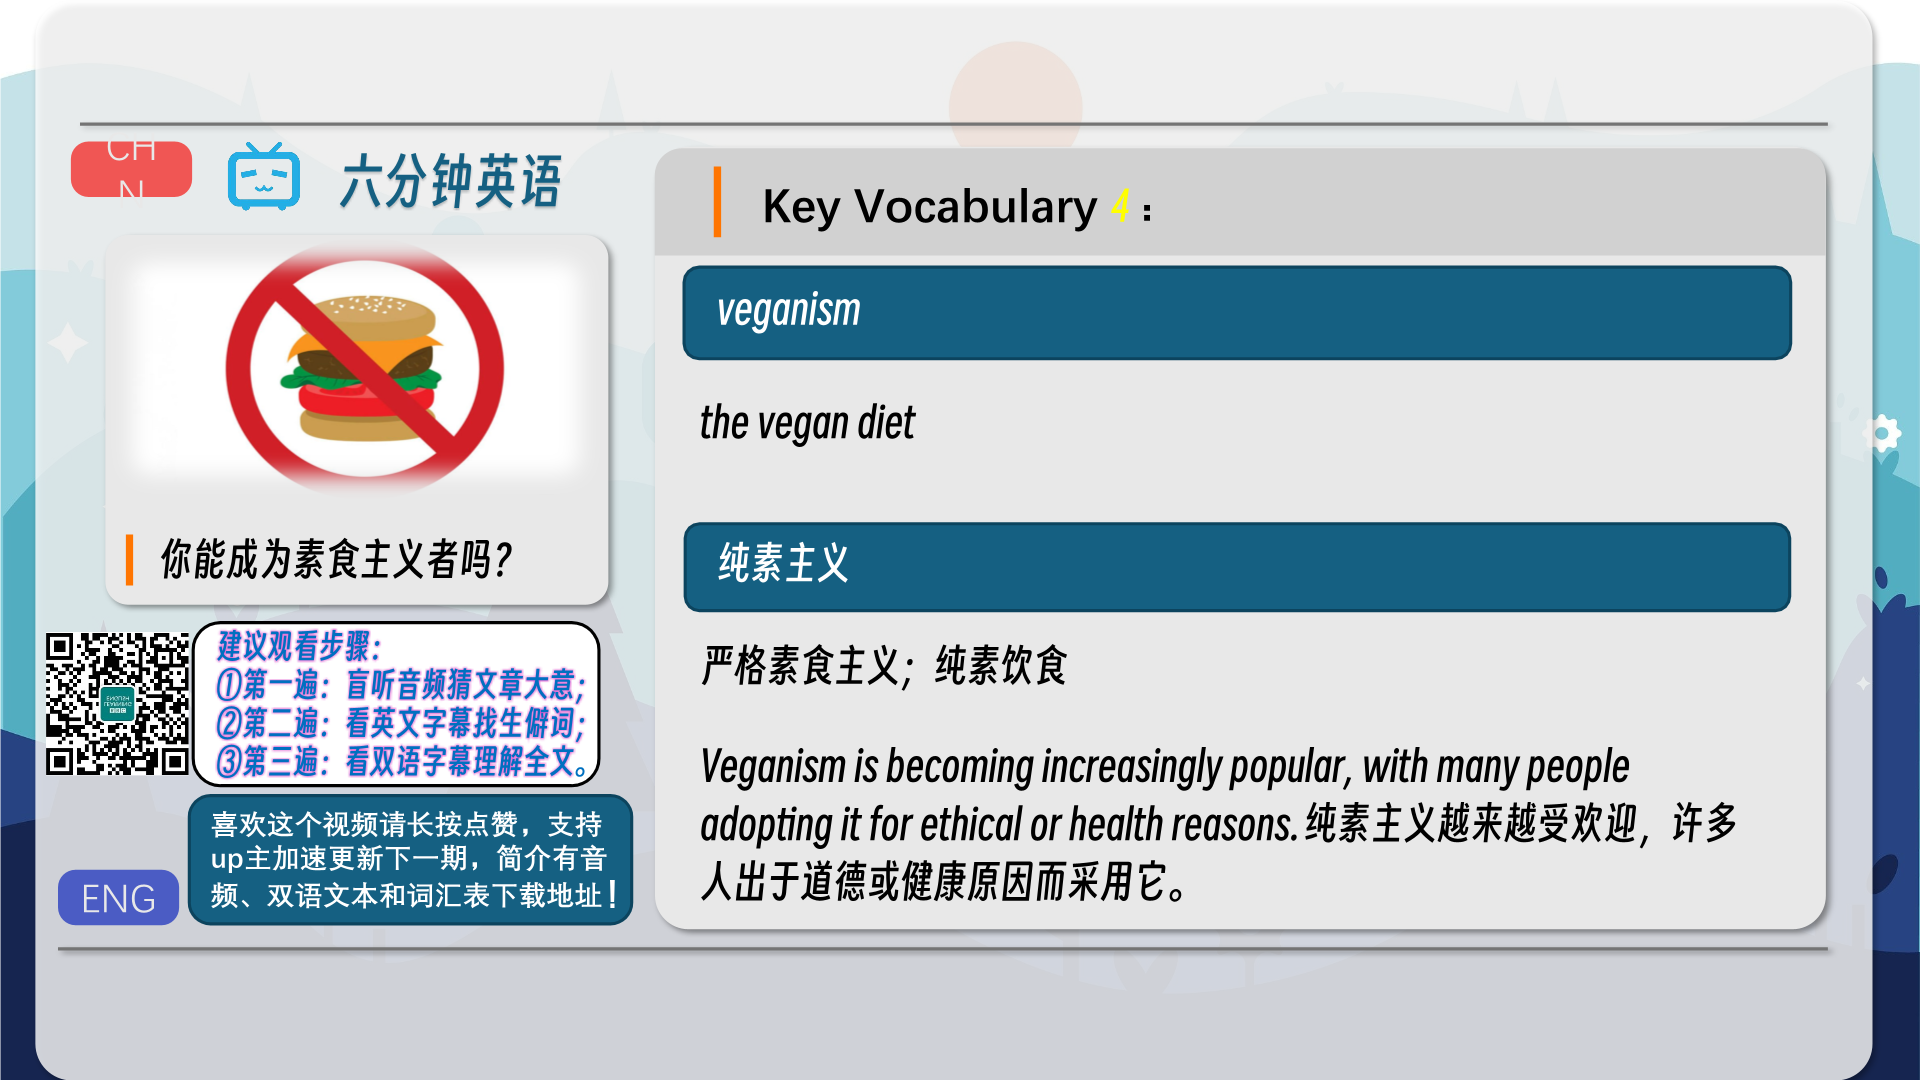 CH
N
六分钟英语
你能成为素食主义者吗?
建议观看步骤:
①第一遍: 盲听音频猜文章大意;
②第二遍: 看英文字幕找生僻词;
③第三遍: 看双语字幕理解全文。
喜欢这个视频请长按点赞,支持
up主加速更新下一期,简介有音
频、双语文本和词汇表下载地址!
ENG
Key Vocabulary 4:
veganism
the vegan diet
纯素主义
严格素食主义; 纯素饮食
Veganism is becoming increasingly popular, with many people
adopting it for ethical or health reasons. 纯素主义越来越受欢迎, 许多
人出于道德或健康原因而采用它。